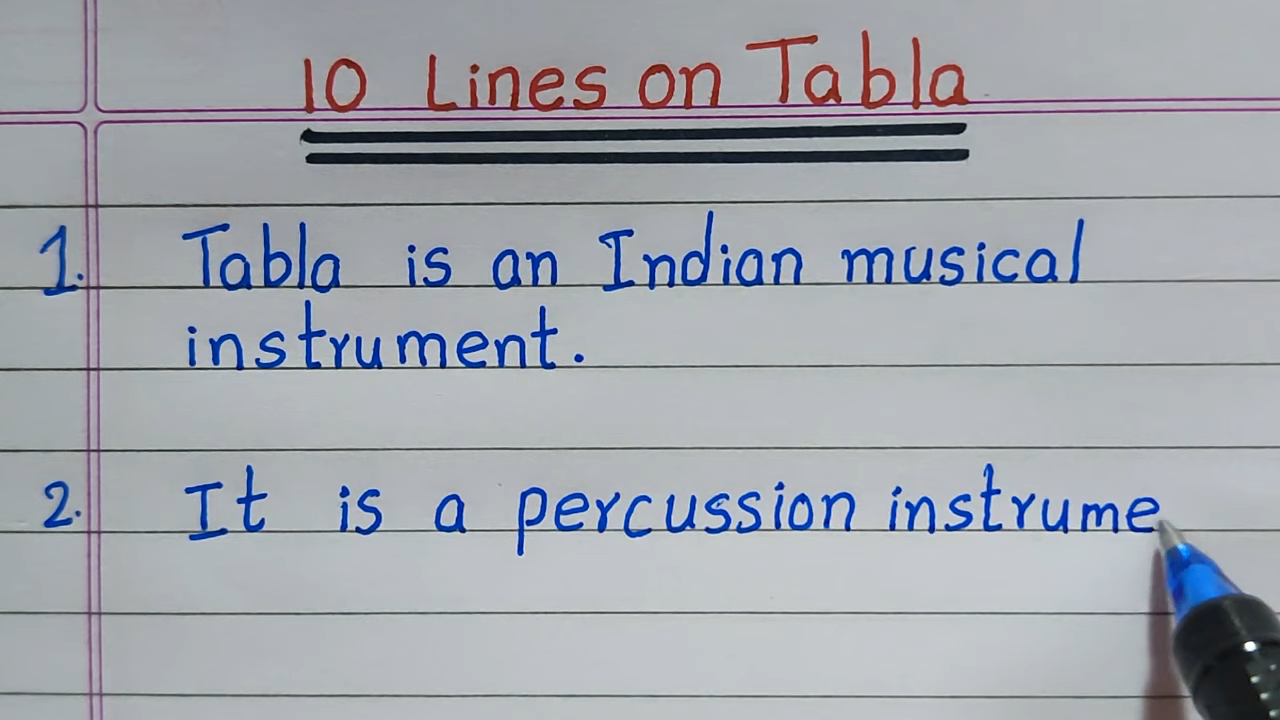 10 Lines on Tabla
1. Tabla is an Indian musical
instrument.
2. It is a percussion instrume